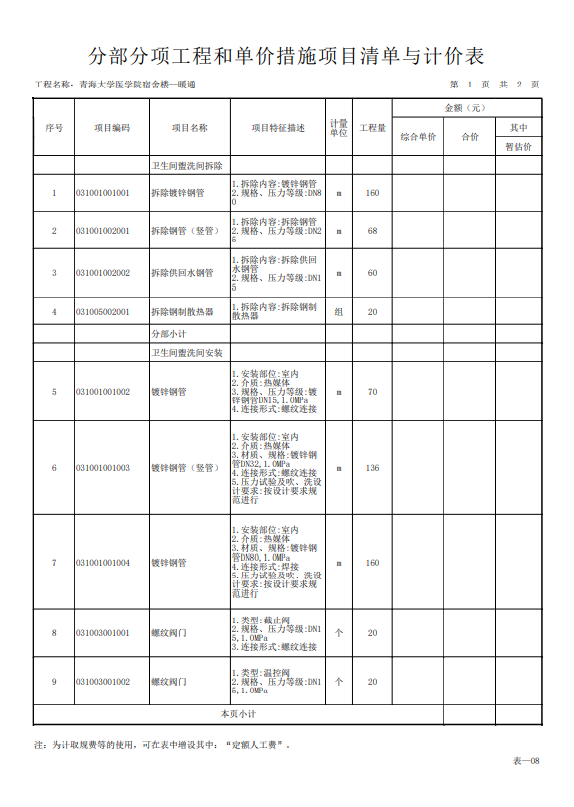 分部分项工程和单价措施项目清单与计价表
工程名称：青海大学医学院宿舍楼—暖通 第 1 页 共 2 页
序号 项目编码 项目名称 项目特征描述 计量单位 工程量 金额（元）
综合单价 合价 其中
暂估价
卫生间盥洗间拆除
1 031001001001 拆除镀锌钢管 1.拆除内容:镀锌钢管
2.规格、压力等级:DN8
0 m 160
2 031001002001 拆除钢管（竖管） 1.拆除内容:拆除钢管
2.规格、压力等级:DN2
5 m 68
3 031001002002 拆除供回水钢管 1.拆除内容:拆除供回
水钢管
2.规格、压力等级:DN1
5 m 60
4 031005002001 拆除钢制散热器 1.拆除内容:拆除钢制
散热器 组 20
分部小计
卫生间盥洗间安装
5 031001001002 镀锌钢管 1.安装部位:室内
2.介质:热媒体
3.规格、压力等级:镀
锌钢管DN15,1.0MPa
4.连接形式:螺纹连接 m 70
6 031001001003 镀锌钢管（竖管） 1.安装部位:室内
2.介质:热媒体
3.材质、规格:镀锌钢
管DN32,1.0MPa
4.连接形式:螺纹连接
5.压力试验及吹、洗设
计要求:按设计要求规
范进行 m 136
7 031001001004 镀锌钢管 1.安装部位:室内
2.介质:热媒体
3.材质、规格:镀锌钢
管DN80,1.0MPa
4.连接形式:焊接
5.压力试验及吹、洗设
计要求:按设计要求规
范进行 m 160
8 031003001001 螺纹阀门 1.类型:截止阀
2.规格、压力等级:DN1
5,1.0MPa
3.连接形式:螺纹连接 个 20
9 031003001002 螺纹阀门 1.类型:温控阀
2.规格、压力等级:DN1
5,1.0MPa 个 20
本页小计
注：为计取规费等的使用，可在表中增设其中：“定额人工费”。
表—08